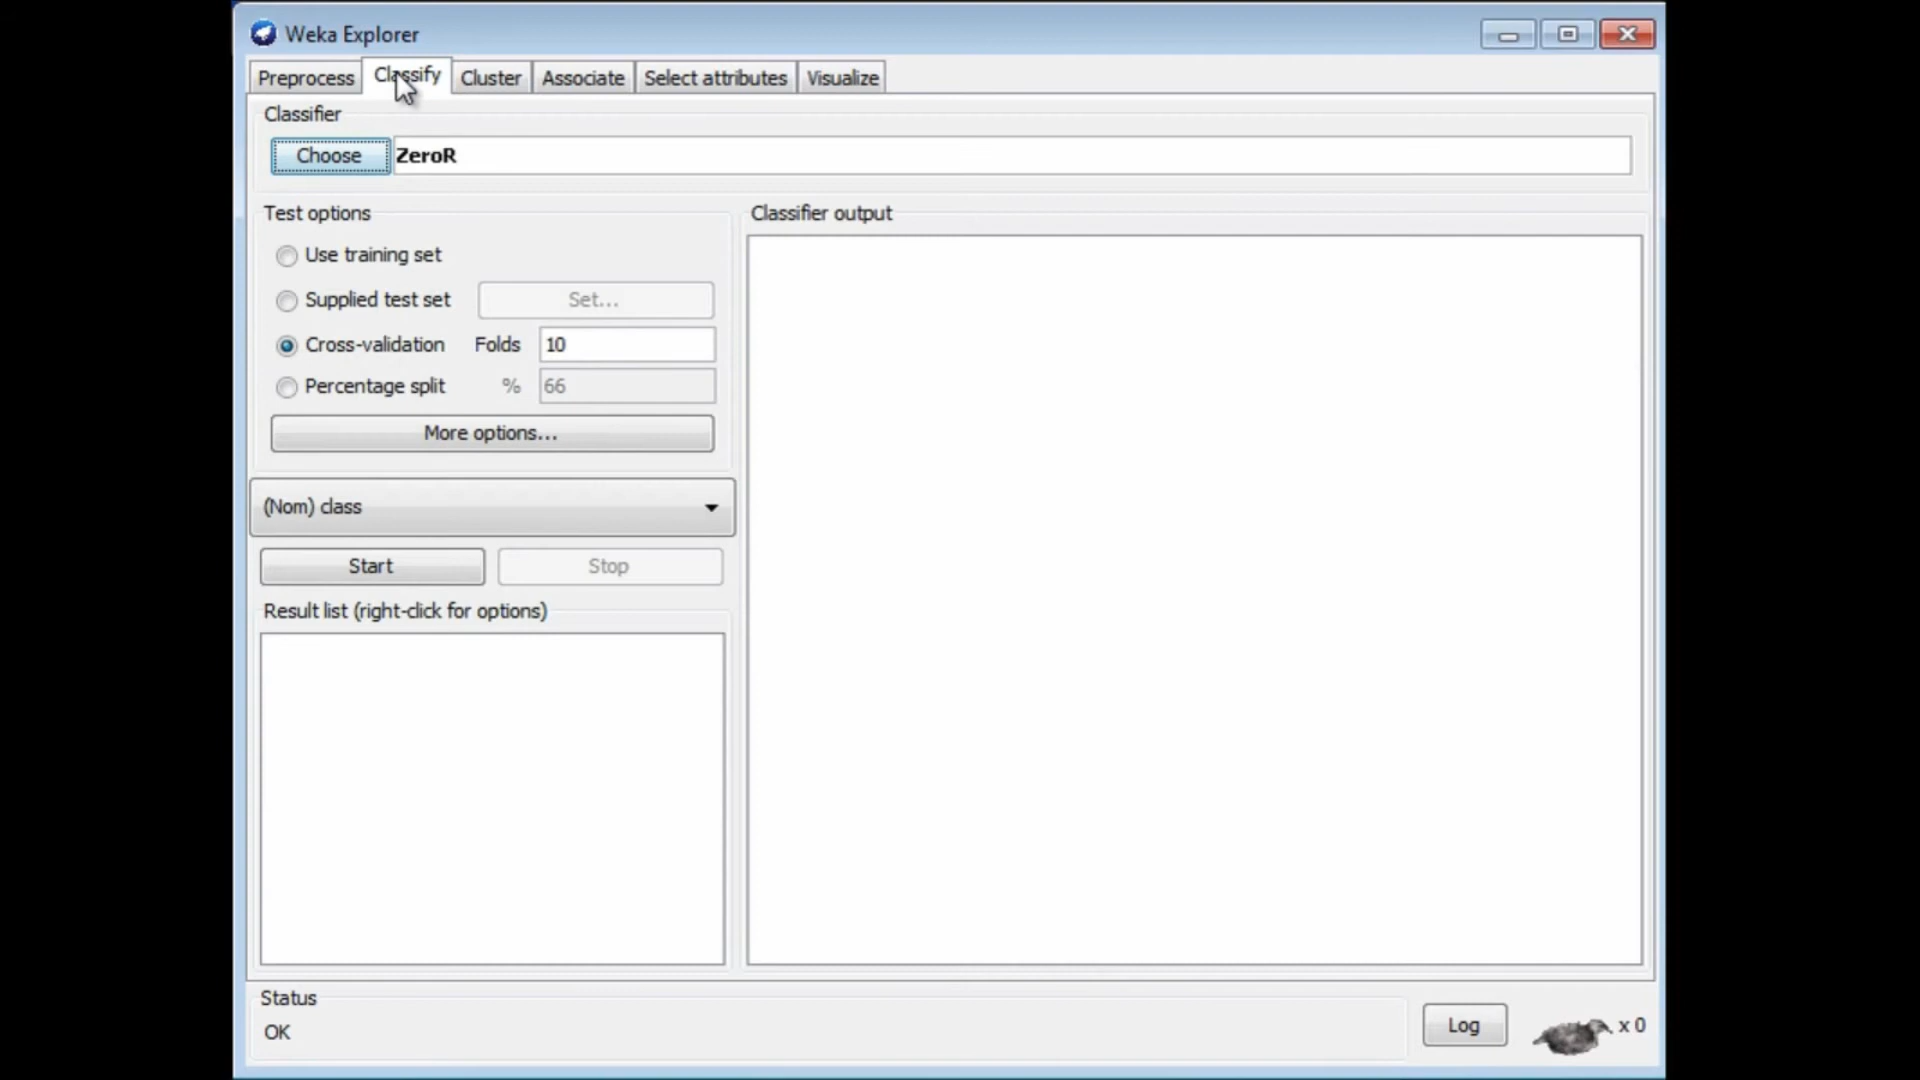 Weka Explorer
Preprocess Classify Cluster Associate Select attributes Visualize
Classifier
Choose ZeroR
Test options
Use training set
Supplied test set Set...
Cross-validation Folds 10
Percentage split % 66
More options...
(Nom) class
Start Stop
Result list (right-click for options)
Classifier output
Status
OK
Log x 0